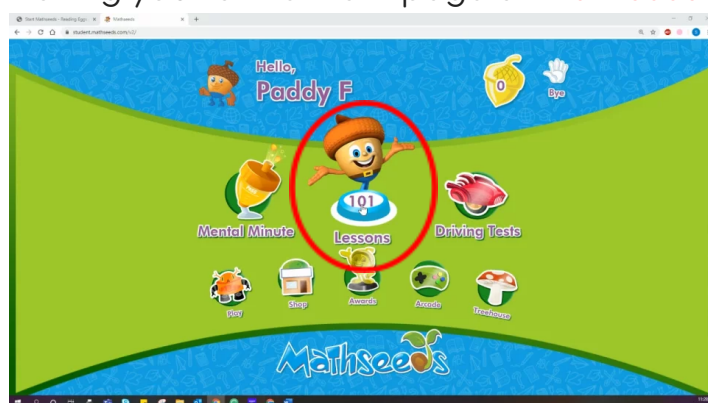 Start Mathseeds - Reading Eggs
Mathseeds
student.mathseeds.com/v2/
Hello,
Paddy F
0
Bye
101
Mental Minute
Lessons
Driving Tests
Play
Shop
Awards
Arcade
Treehouse
Mathseeds